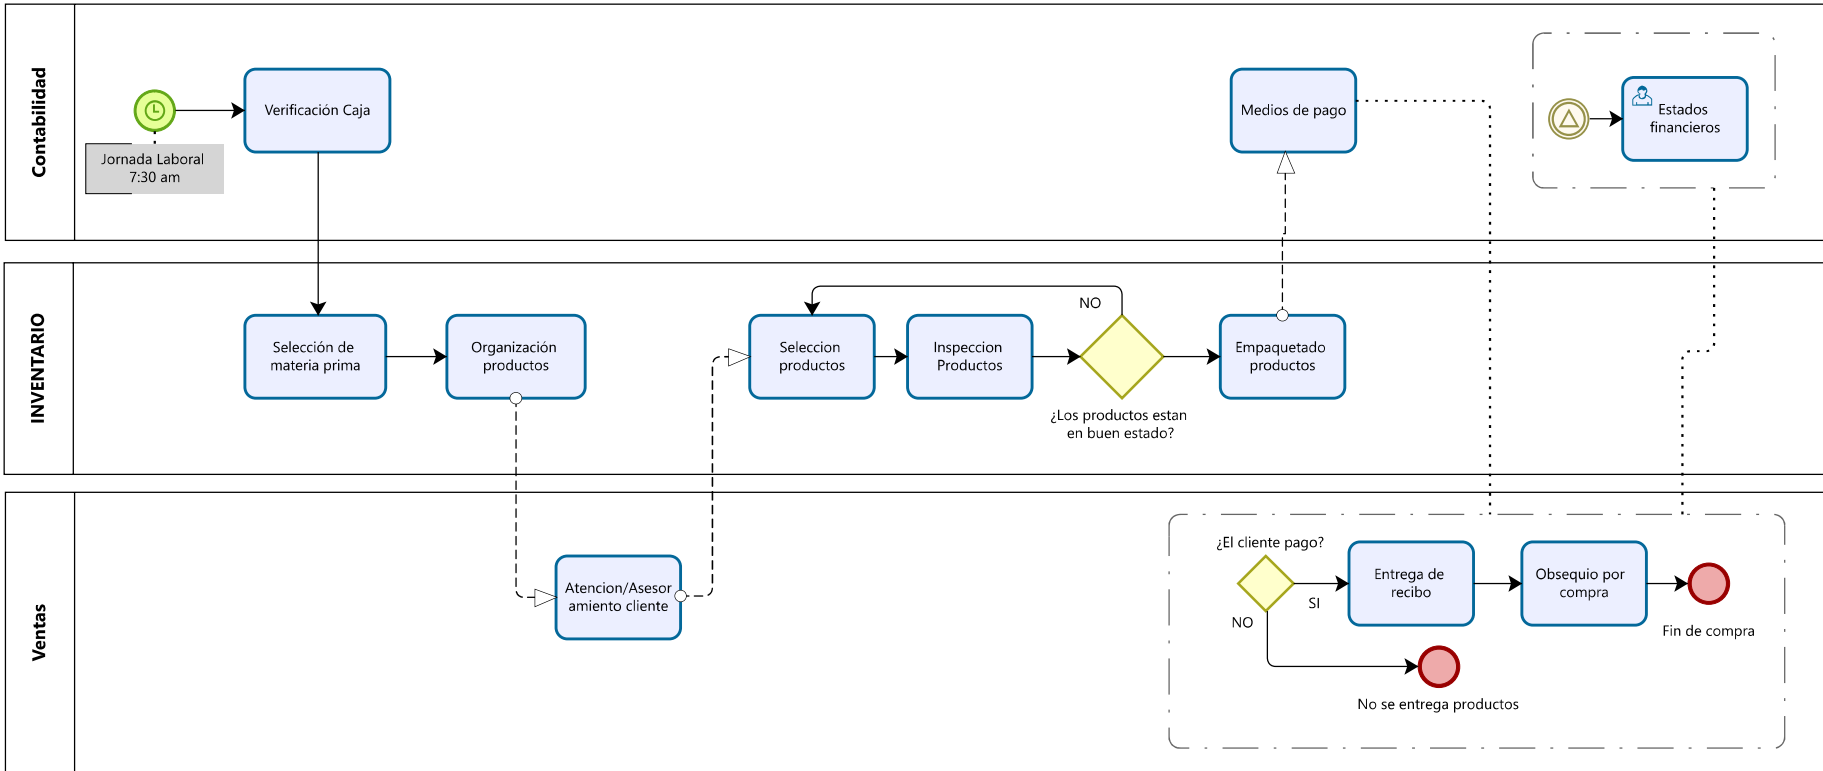 Contabilidad
Jornada Laboral
7:30 am
Verificación Caja
Medios de pago
Estados
financieros
INVENTARIO
Selección de
materia prima
Organización
productos
Seleccion
productos
Inspeccion
Productos
NO
¿Los productos estan
en buen estado?
Empaquetado
productos
Ventas
Atencion/Asesor
amiento cliente
¿El cliente pago?
SI
NO
Entrega de
recibo
Obsequio por
compra
Fin de compra
No se entrega productos